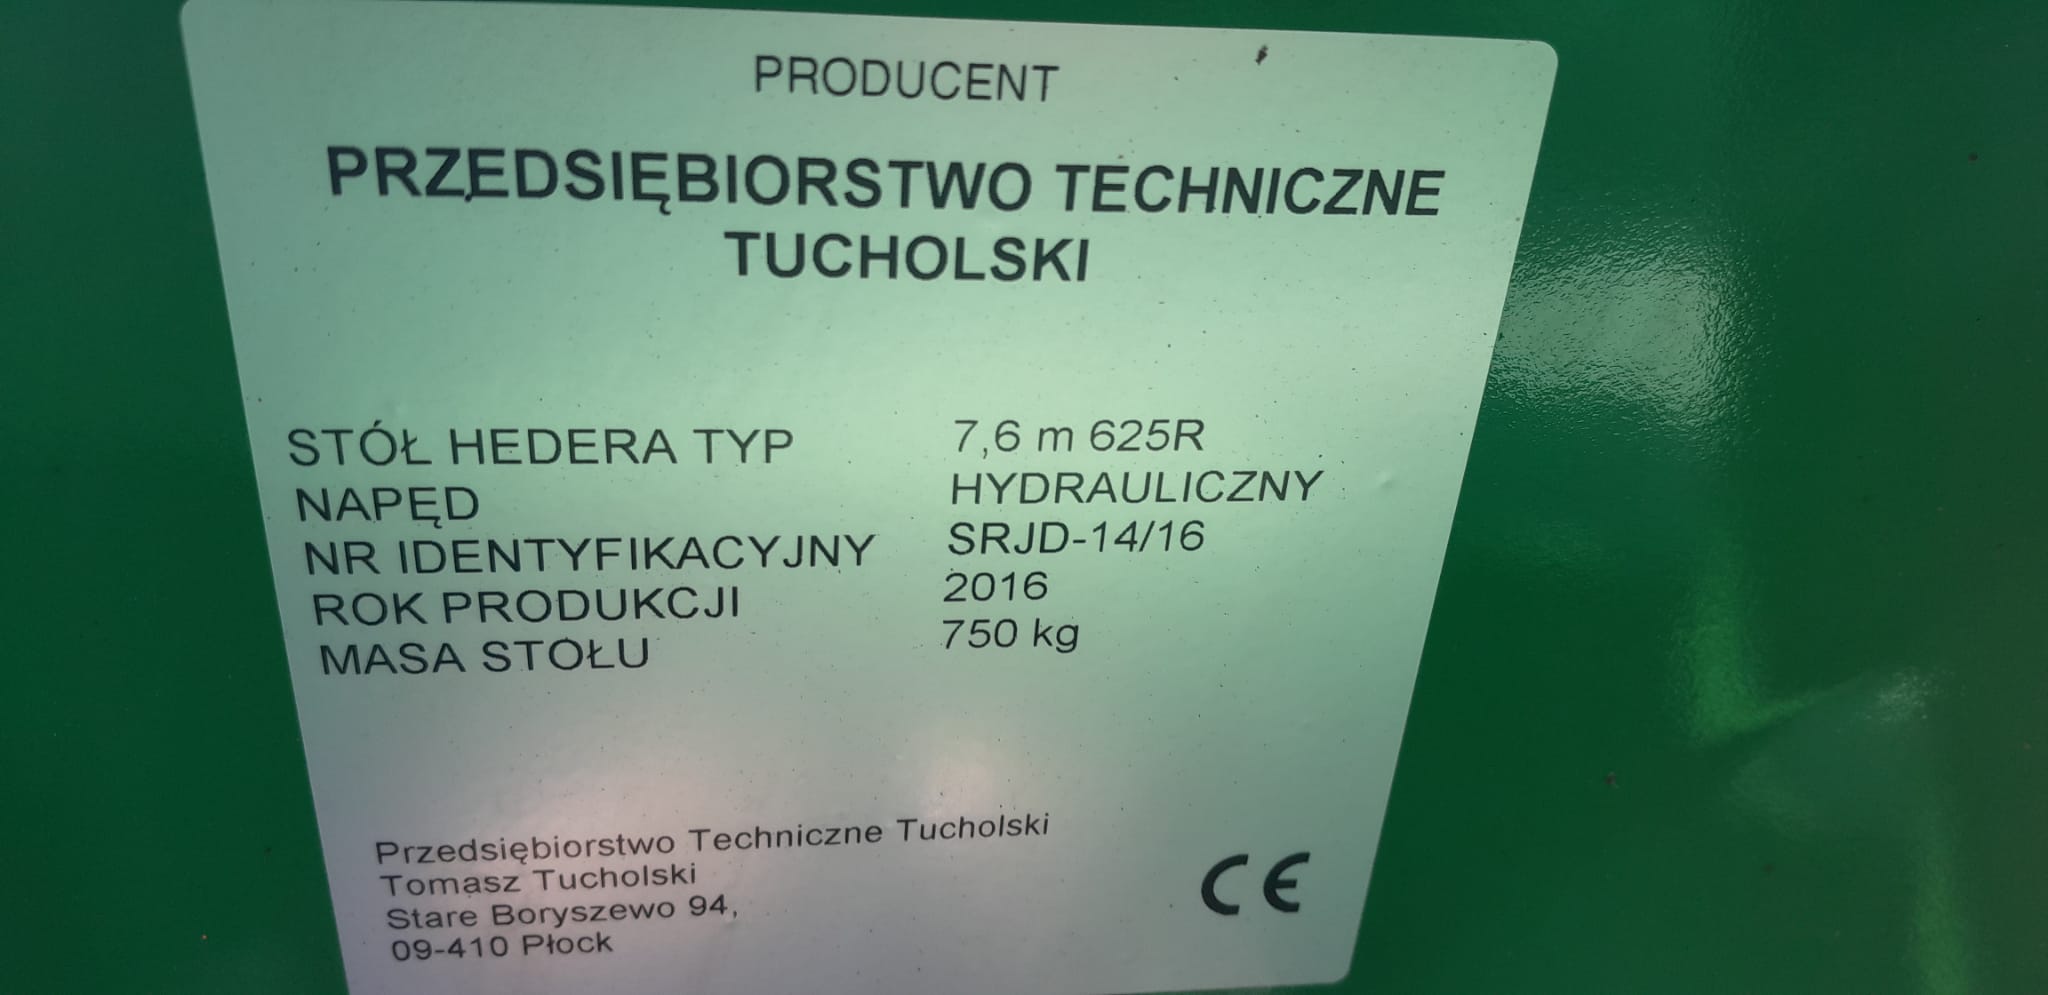 PRODUCENT
PRZEDSIĘBIORSTWO TECHNICZNE
TUCHOLSKI
STÓŁ HEDERA TYP 7,6 m 625R
NAPĘD HYDRAULICZNY
NR IDENTYFIKACYJNY SRJD-14/16
ROK PRODUKCJI 2016
MASA STOŁU 750 kg
Przedsiębiorstwo Techniczne Tucholski
Tomasz Tucholski
Stare Boryszewo 94,
09-410 Płock
CE